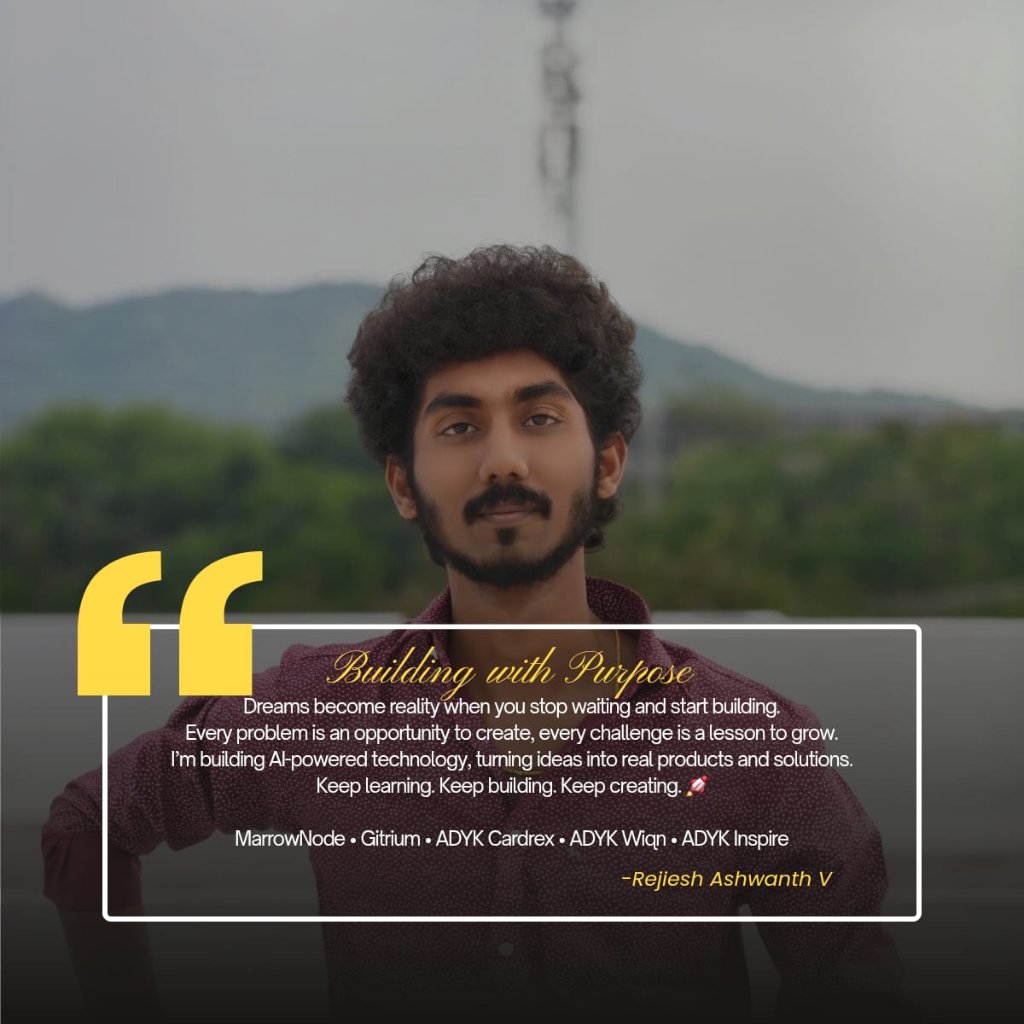 Building with Purpose
Dreams become reality when you stop waiting and start building.
Every problem is an opportunity to create, every challenge is a lesson to grow.
I'm building AI-powered technology, turning ideas into real products and solutions.
Keep learning. Keep building. Keep creating. 🚀
MarrowNode • Gitrium • ADYK Cardrex • ADYK Wiqn • ADYK Inspire
-Rejiesh Ashwanth V